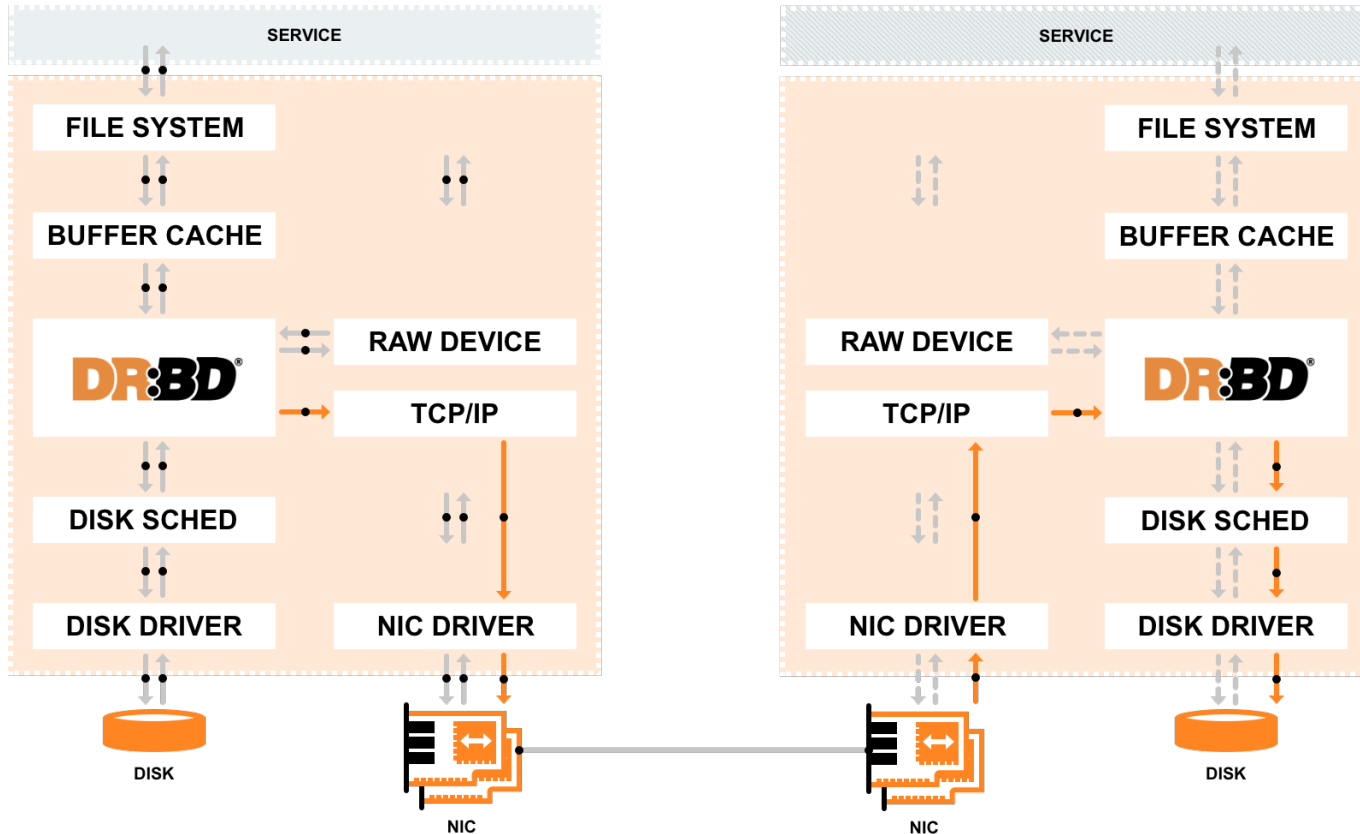 SERVICE
SERVICE
FILE SYSTEM
FILE SYSTEM
BUFFER CACHE
BUFFER CACHE
DR:BD®
RAW DEVICE
RAW DEVICE
DR:BD®
TCP/IP
TCP/IP
DISK SCHED
DISK SCHED
DISK DRIVER
NIC DRIVER
NIC DRIVER
DISK DRIVER
DISK
DISK
NIC
NIC